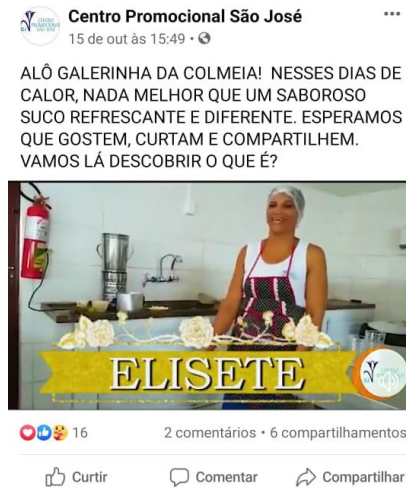 Centro Promocional São José
15 de out às 15:49 •
ALÔ GALERINHA DA COLMEIA! NESSES DIAS DE
CALOR, NADA MELHOR QUE UM SABOROSO
SUCO REFRESCANTE E DIFERENTE. ESPERAMOS
QUE GOSTEM, CURTAM E COMPARTILHEM.
VAMOS LÁ DESCOBRIR O QUE É?
ELISETE
16
2 comentários • 6 compartilhamentos
Curtir
Comentar
Compartilhar